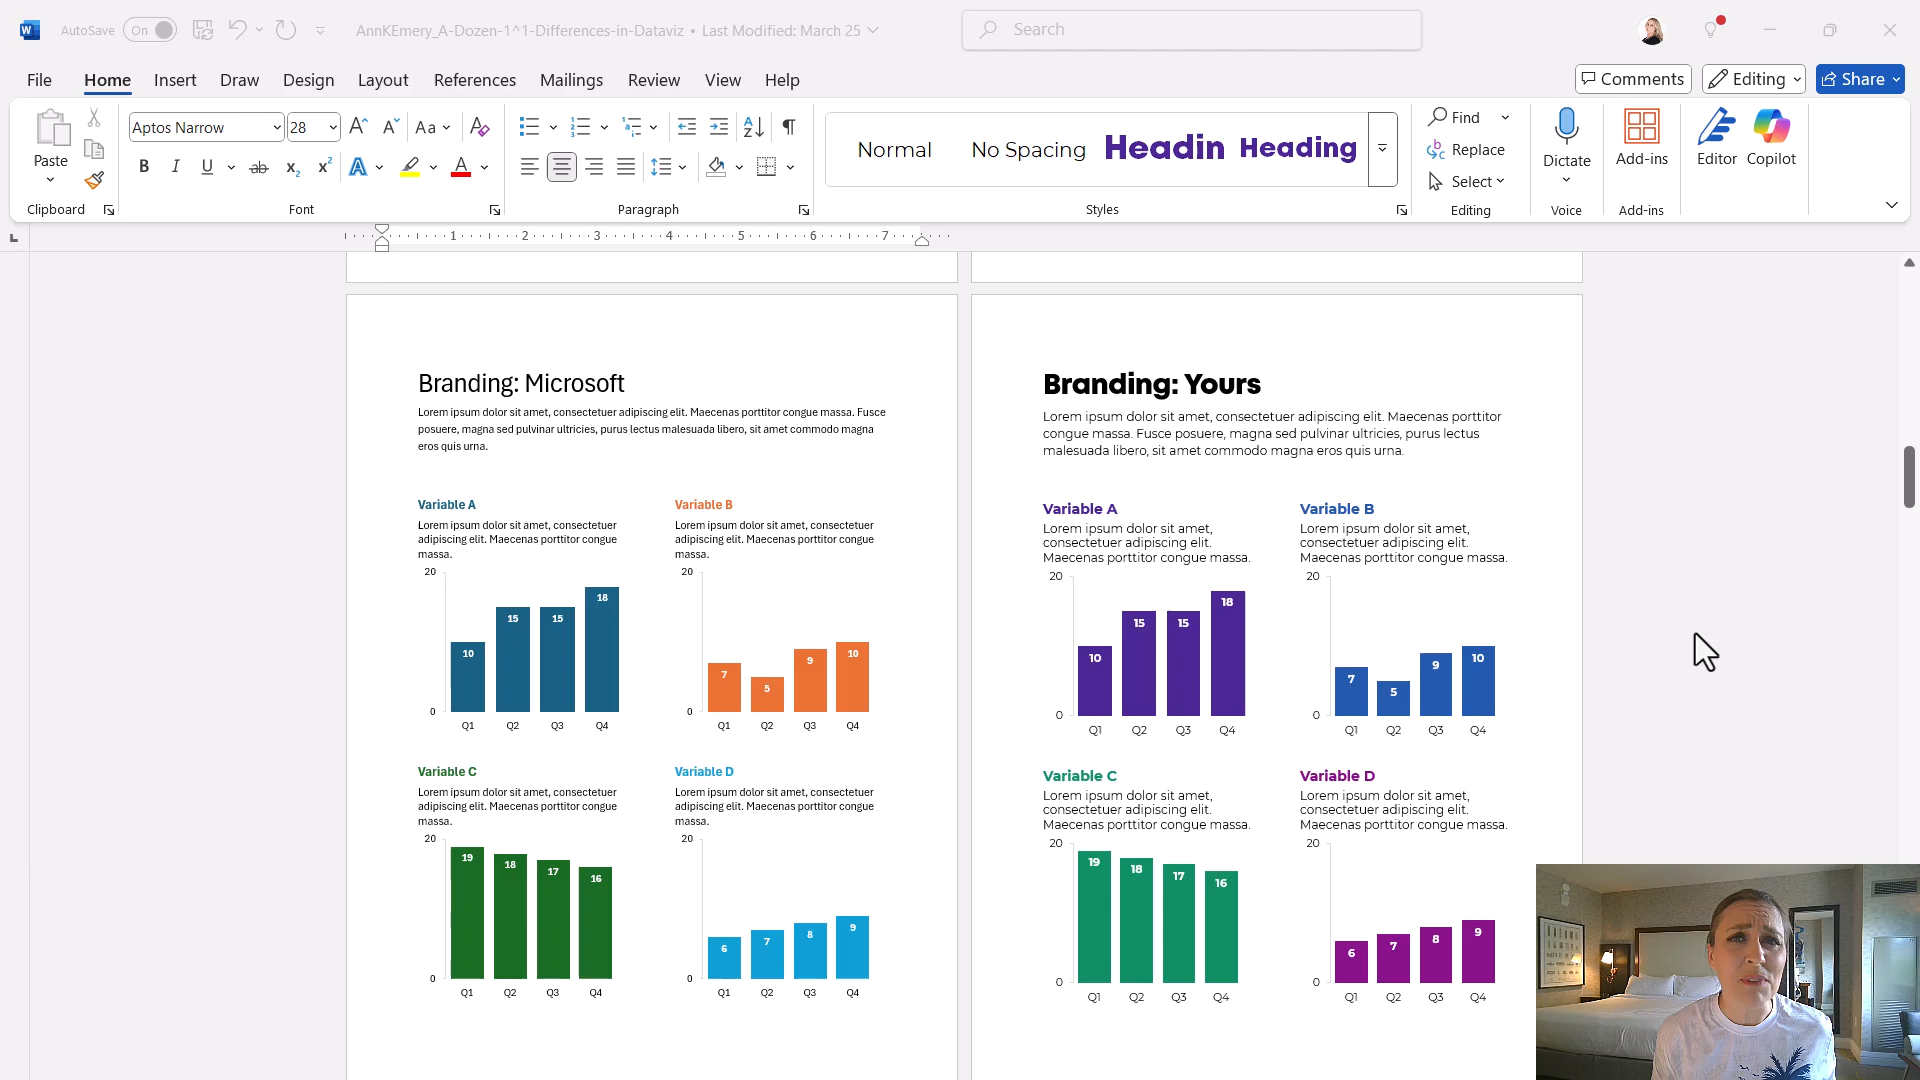 AutoSave On AnnKEmery_A-Dozen-1^1-Differences-in-Dataviz • Last Modified: March 25 Search
File Home Insert Draw Design Layout References Mailings Review View Help Comments Editing Share
Paste
Clipboard
Aptos Narrow 28
Font
Paragraph
Normal No Spacing Headin Heading
Styles
Find
Replace
Select
Editing
Dictate
Voice
Add-ins
Add-ins
Editor Copilot
1 2 3 4 5 6 7
Branding: Microsoft
Lorem ipsum dolor sit amet, consectetuer adipiscing elit. Maecenas porttitor congue massa. Fusce
posuere, magna sed pulvinar ultricies, purus lectus malesuada libero, sit amet commodo magna
eros quis urna.
Variable A
Lorem ipsum dolor sit amet, consectetuer
adipiscing elit. Maecenas porttitor congue
massa.
20
10 15 15 18
0
Q1 Q2 Q3 Q4
Variable B
Lorem ipsum dolor sit amet, consectetuer
adipiscing elit. Maecenas porttitor congue
massa.
20
7 5 9 10
0
Q1 Q2 Q3 Q4
Variable C
Lorem ipsum dolor sit amet, consectetuer
adipiscing elit. Maecenas porttitor congue
massa.
20
19 18 17 16
0
Q1 Q2 Q3 Q4
Variable D
Lorem ipsum dolor sit amet, consectetuer
adipiscing elit. Maecenas porttitor congue
massa.
20
6 7 8 9
0
Q1 Q2 Q3 Q4
Branding: Yours
Lorem ipsum dolor sit amet, consectetuer adipiscing elit. Maecenas porttitor
congue massa. Fusce posuere, magna sed pulvinar ultricies, purus lectus
malesuada libero, sit amet commodo magna eros quis urna.
Variable A
Lorem ipsum dolor sit amet,
consectetuer adipiscing elit.
Maecenas porttitor congue massa.
20
10 15 15 18
0
Q1 Q2 Q3 Q4
Variable B
Lorem ipsum dolor sit amet,
consectetuer adipiscing elit.
Maecenas porttitor congue massa.
20
7 5 9 10
0
Q1 Q2 Q3 Q4
Variable C
Lorem ipsum dolor sit amet,
consectetuer adipiscing elit.
Maecenas porttitor congue massa.
20
19 18 17 16
0
Q1 Q2 Q3 Q4
Variable D
Lorem ipsum dolor sit amet,
consectetuer adipiscing elit.
Maecenas porttitor congue massa.
20
6 7 8 9
0
Q1 Q2 Q3 Q4